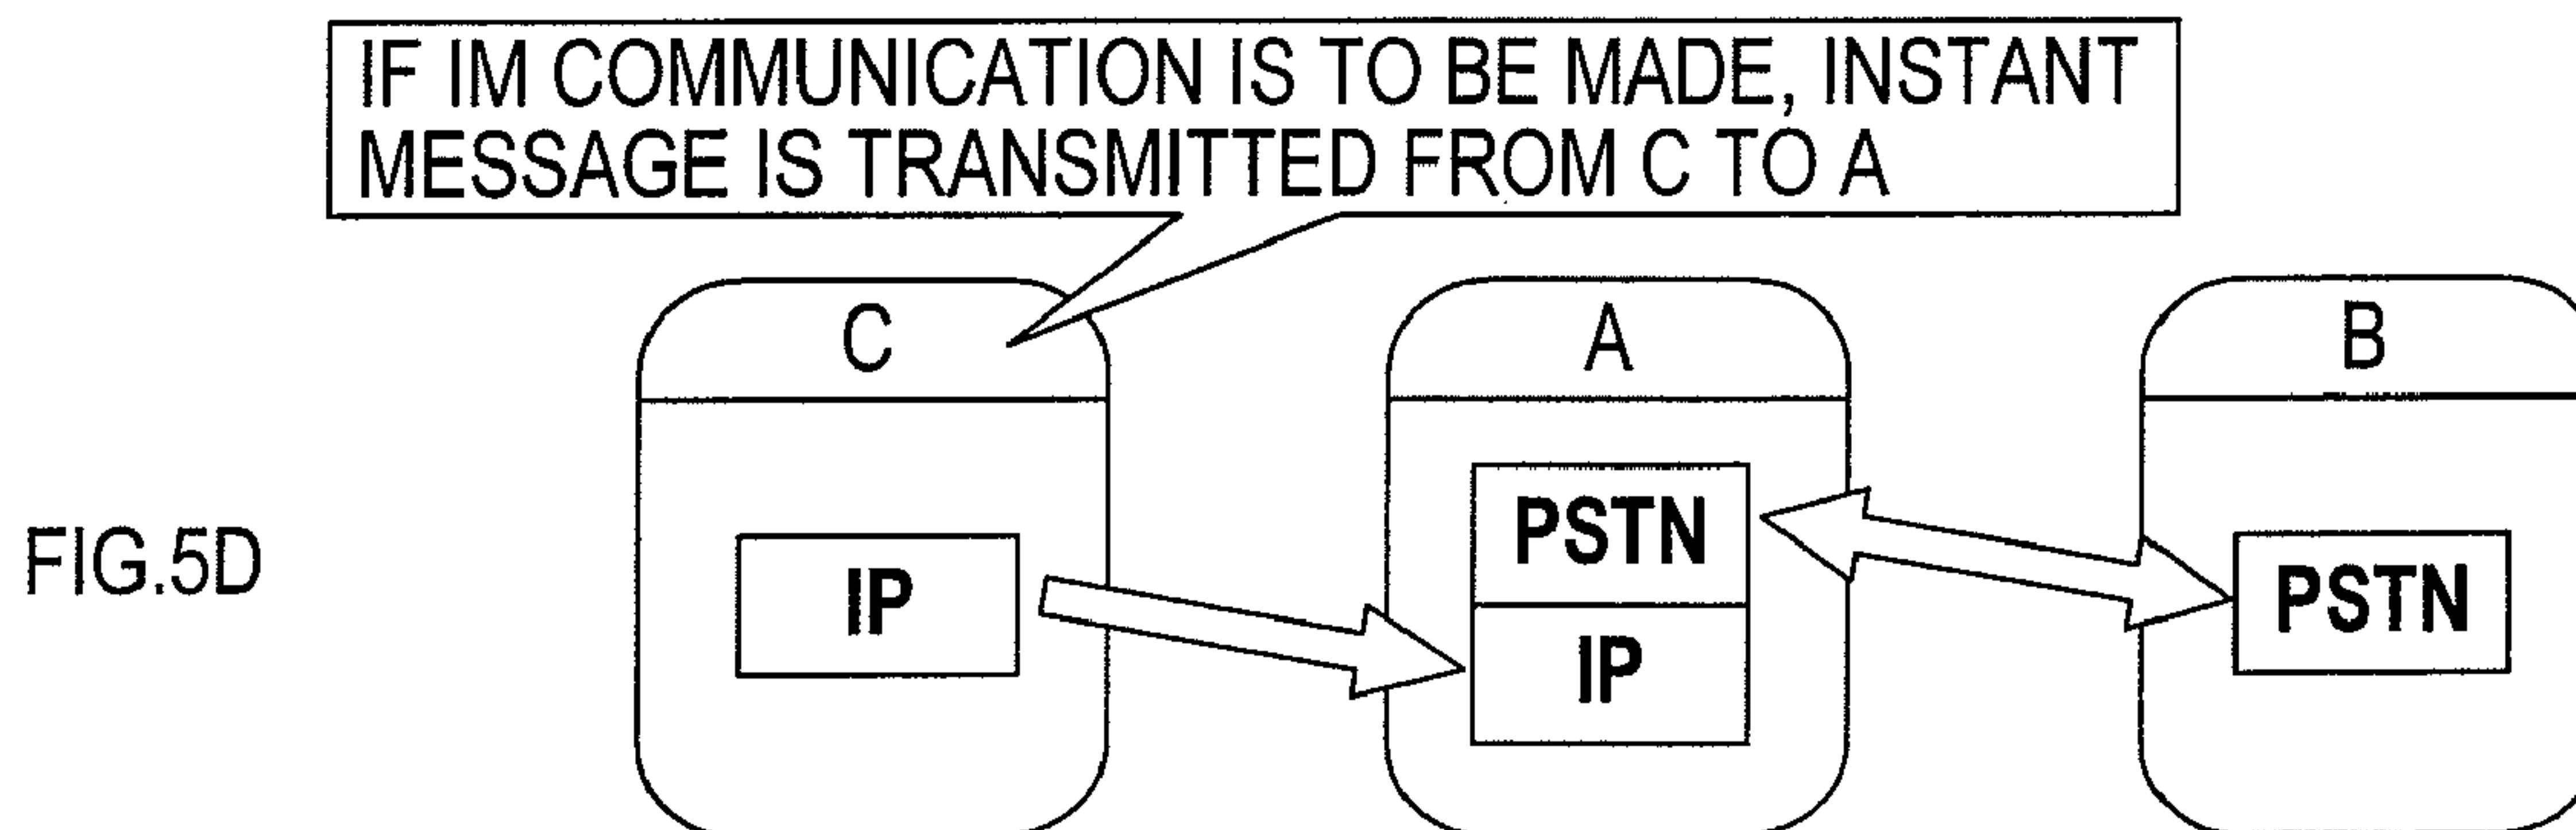 IF IM COMMUNICATION IS TO BE MADE, INSTANT
MESSAGE IS TRANSMITTED FROM C TO A
C
A
B
FIG.5D
IP
PSTN
IP
PSTN